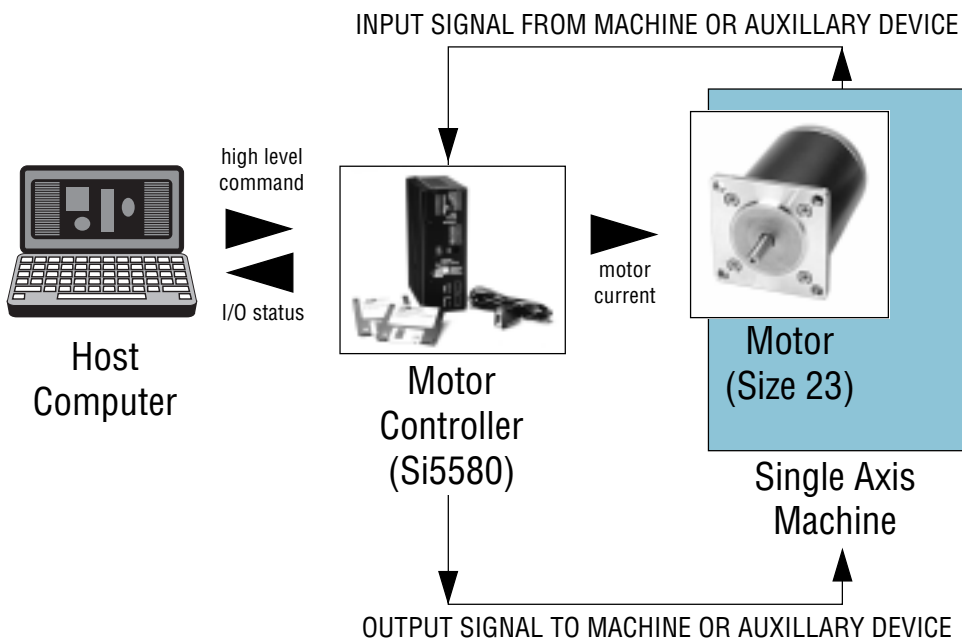 INPUT SIGNAL FROM MACHINE OR AUXILLARY DEVICE
high level
command
I/O status
motor
current
Host
Computer
Motor
Controller
(Si5580)
Motor
(Size 23)
Single Axis
Machine
OUTPUT SIGNAL TO MACHINE OR AUXILLARY DEVICE